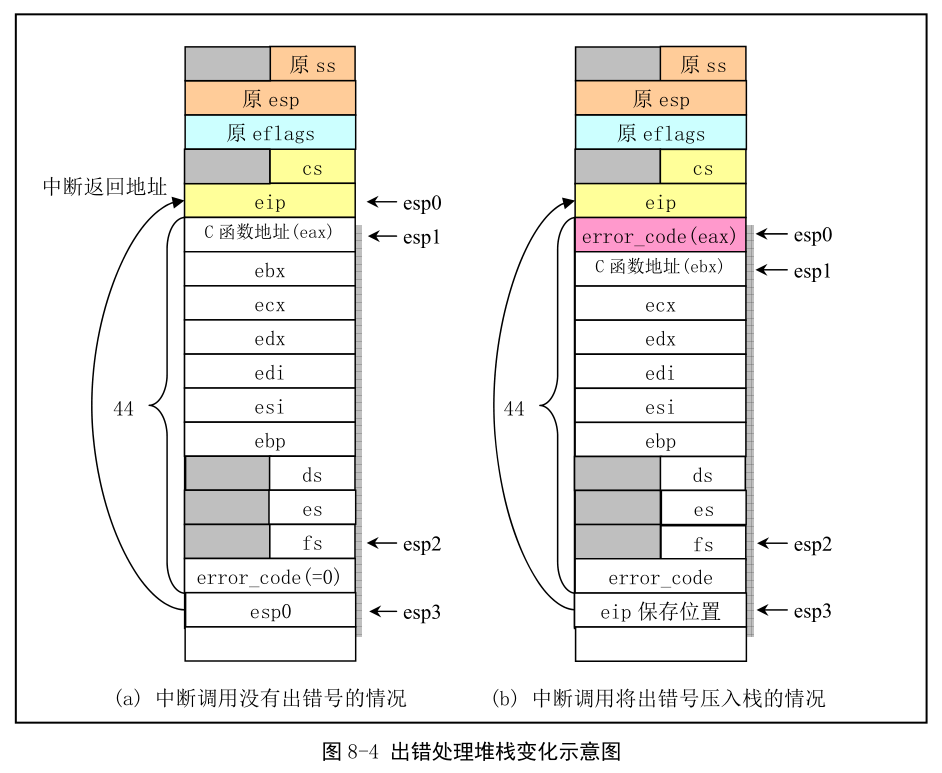 原 ss
原 esp
原 eflags
cs
中断返回地址
eip
esp0
C 函数地址(eax)
esp1
ebx
ecx
edx
edi
44
esi
ebp
ds
es
fs
esp2
error_code(=0)
esp0
esp3
(a) 中断调用没有出错号的情况
原 ss
原 esp
原 eflags
cs
eip
error_code(eax)
esp0
C 函数地址(ebx)
esp1
ecx
edx
edi
44
esi
ebp
ds
es
fs
esp2
error_code
eip 保存位置
esp3
(b) 中断调用将出错号压入栈的情况
图 8-4 出错处理堆栈变化示意图